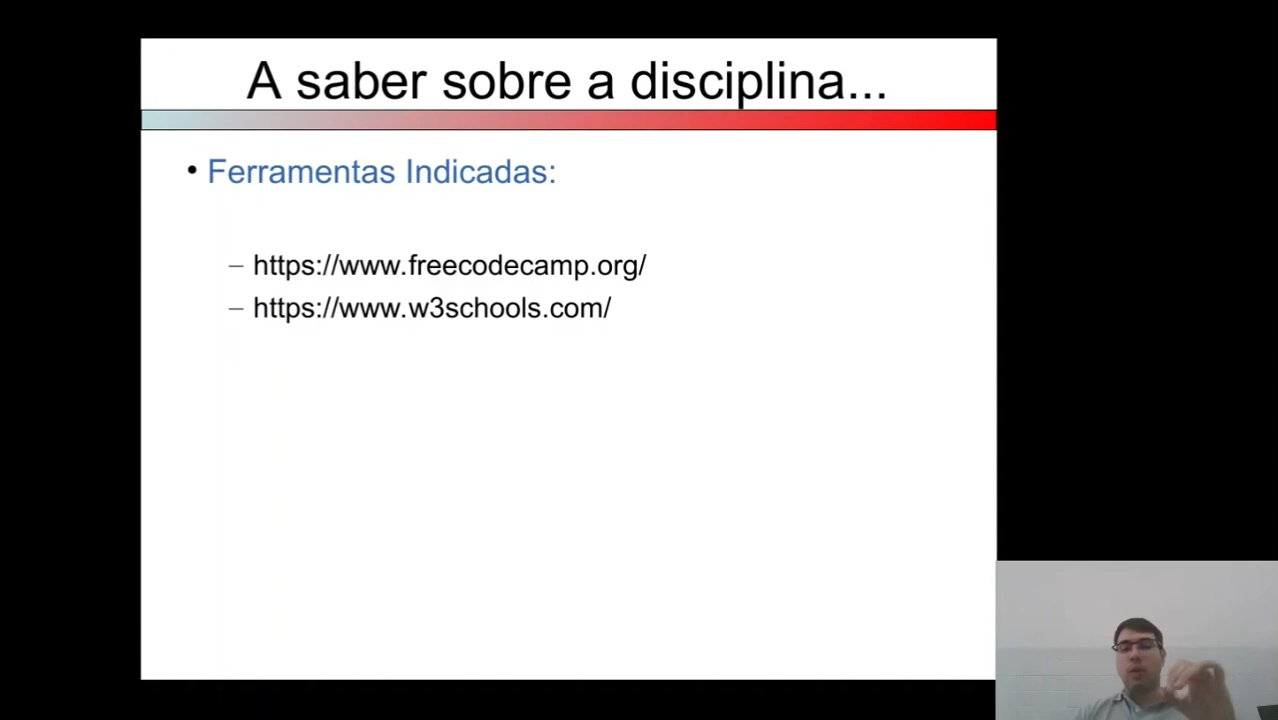 A saber sobre a disciplina...
• Ferramentas Indicadas:
– https://www.freecodecamp.org/
– https://www.w3schools.com/